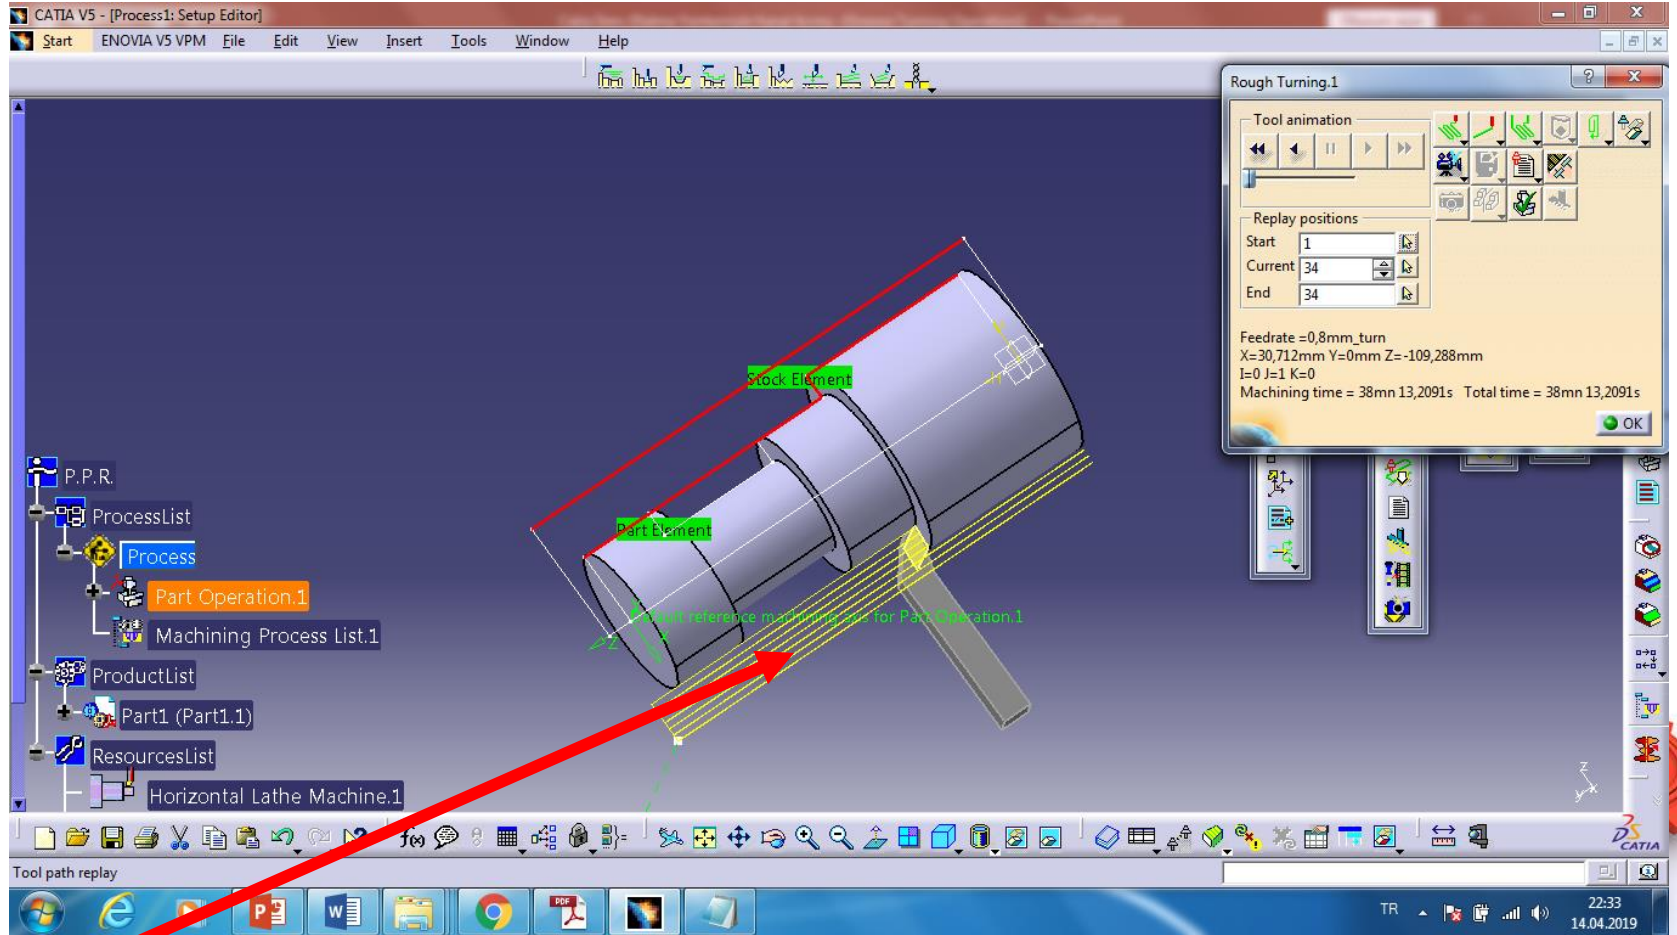 CATIA V5 - [Process1: Setup Editor]
Start ENOVIA V5 VPM File Edit View Insert Tools Window Help
Rough Turning.1
Tool animation
Replay positions
Start 1
Current 34
End 34
Feedrate =0,8mm_turn
X=30,712mm Y=0mm Z=-109,288mm
I=0 J=1 K=0
Machining time = 38mn 13,2091s Total time = 38mn 13,2091s
OK
Stock Element
Part Element
Default reference machining axis for Part Operation.1
Z
X
P.P.R.
ProcessList
Process
Part Operation.1
Machining Process List.1
ProductList
Part1 (Part1.1)
ResourcesList
Horizontal Lathe Machine.1
z
y x
f(x)
CATIA
Tool path replay
PDF
TR
22:33
14.04.2019